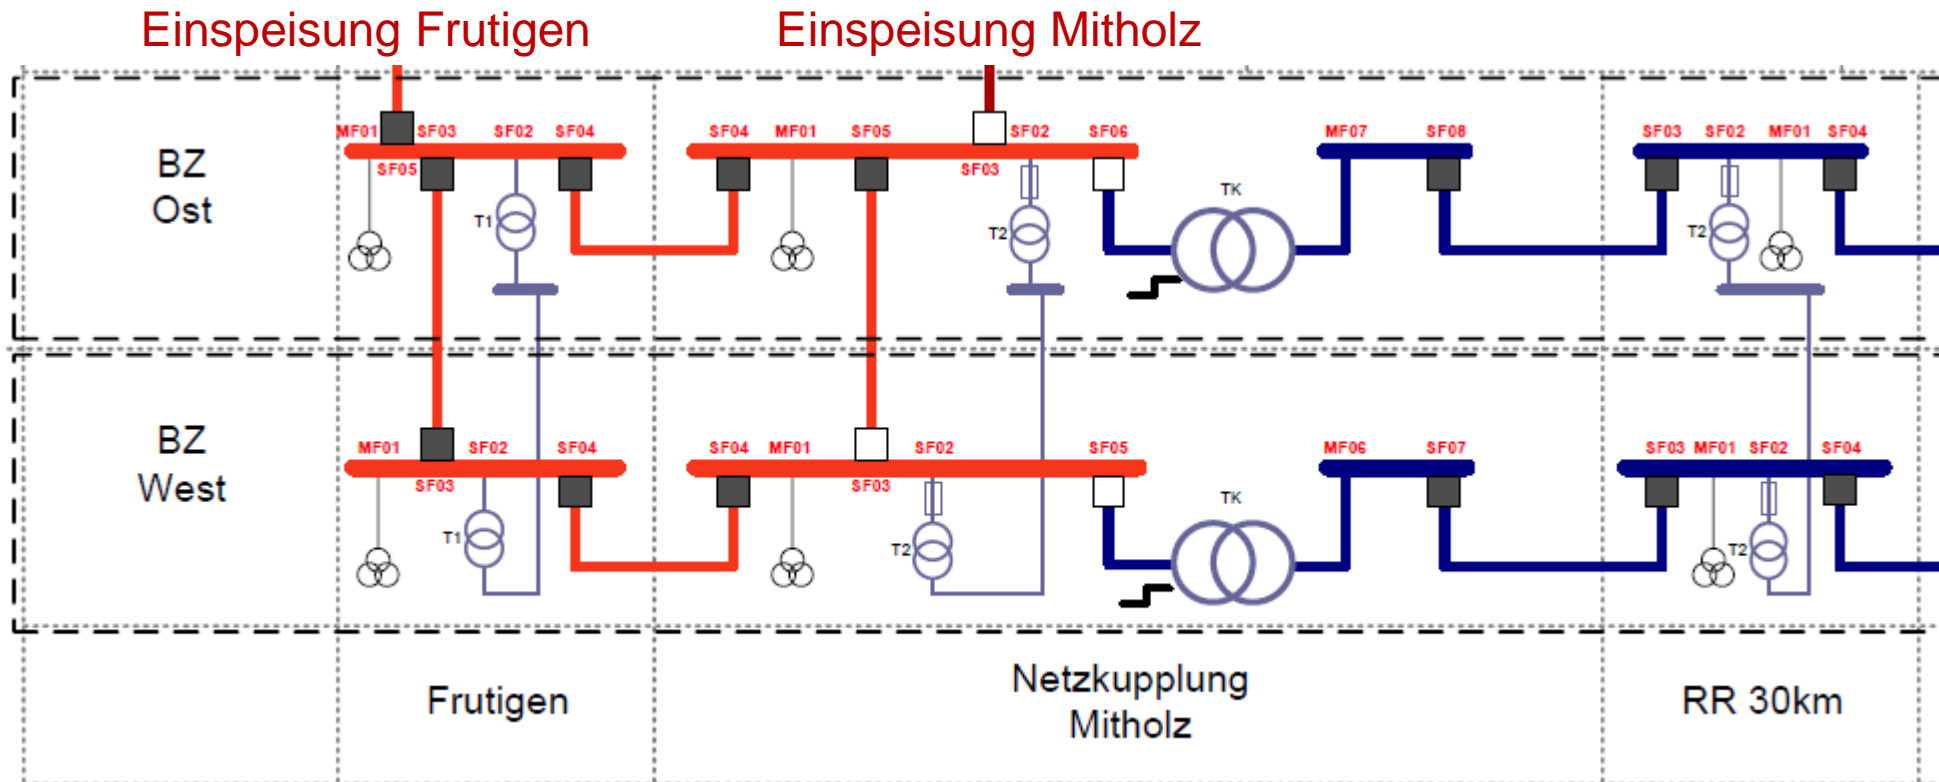 Einspeisung Frutigen Einspeisung Mitholz
MF01 SF03 SF02 SF04 SF04 MF01 SF05 SF02 SF06 MF07 SF08 SF03 SF02 MF01 SF04
SF05 SF03
BZ
Ost
T1 T2 TK T2
BZ
West
MF01 SF02 SF04 SF04 MF01 SF02 SF05 MF06 SF07 SF03 MF01 SF02 SF04
SF03 SF03
T1 T2 TK T2
Frutigen
Netzkupplung
Mitholz
RR 30km